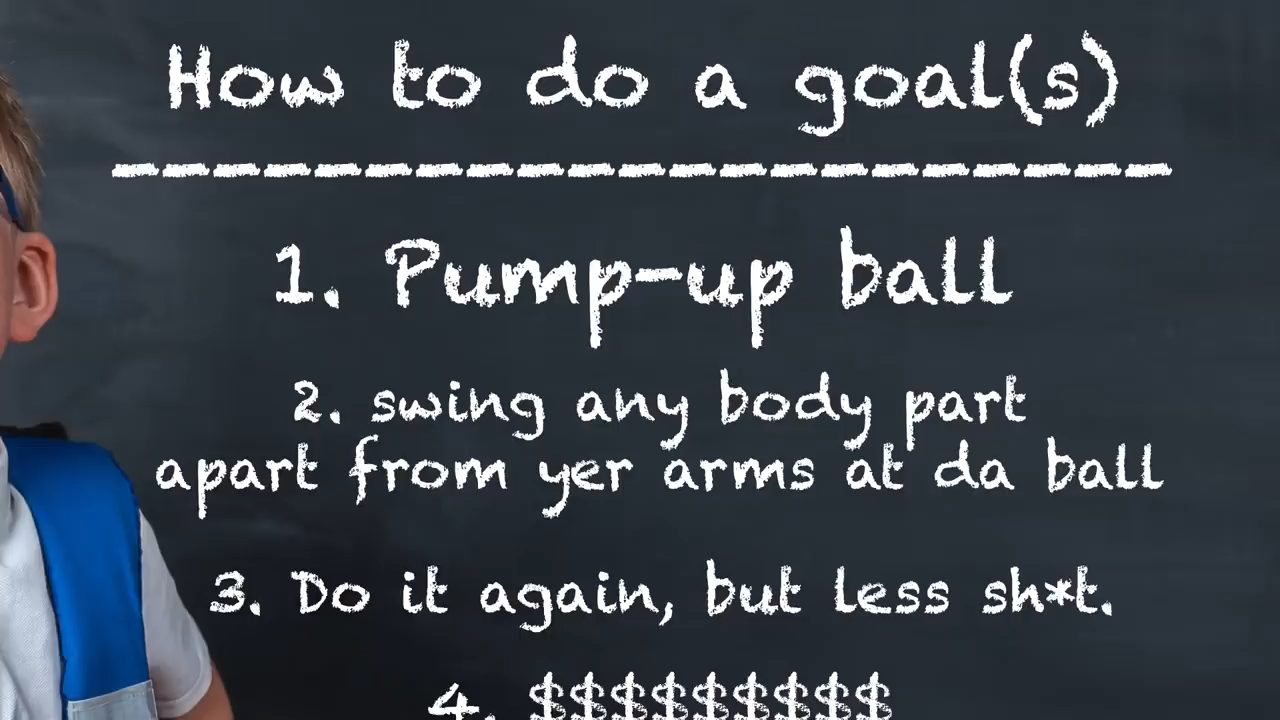 How to do a goal(s)
---------------------
1. Pump-up ball
2. swing any body part
apart from yer arms at da ball
3. Do it again, but less sh*t.
4. $$$$$$$$$